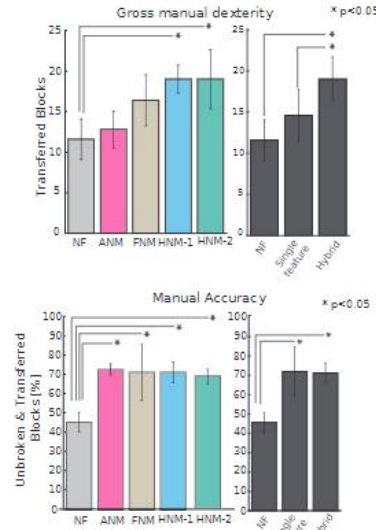 Gross manual dexterity
* p<0.05
Transferred Blocks
25
20
15
10
5
0
* *
NF ANM FNM HNM-1 HNM-2
25
20
15
10
5
0
*
*
NF
Single
feature
Hybrid
Manual Accuracy
* p<0.05
Unbroken & Transferred
Blocks [%]
100
90
80
70
60
50
40
30
20
10
0
* * * *
NF ANM FNM HNM-1 HNM-2
100
90
80
70
60
50
40
30
20
10
0
* *
NF